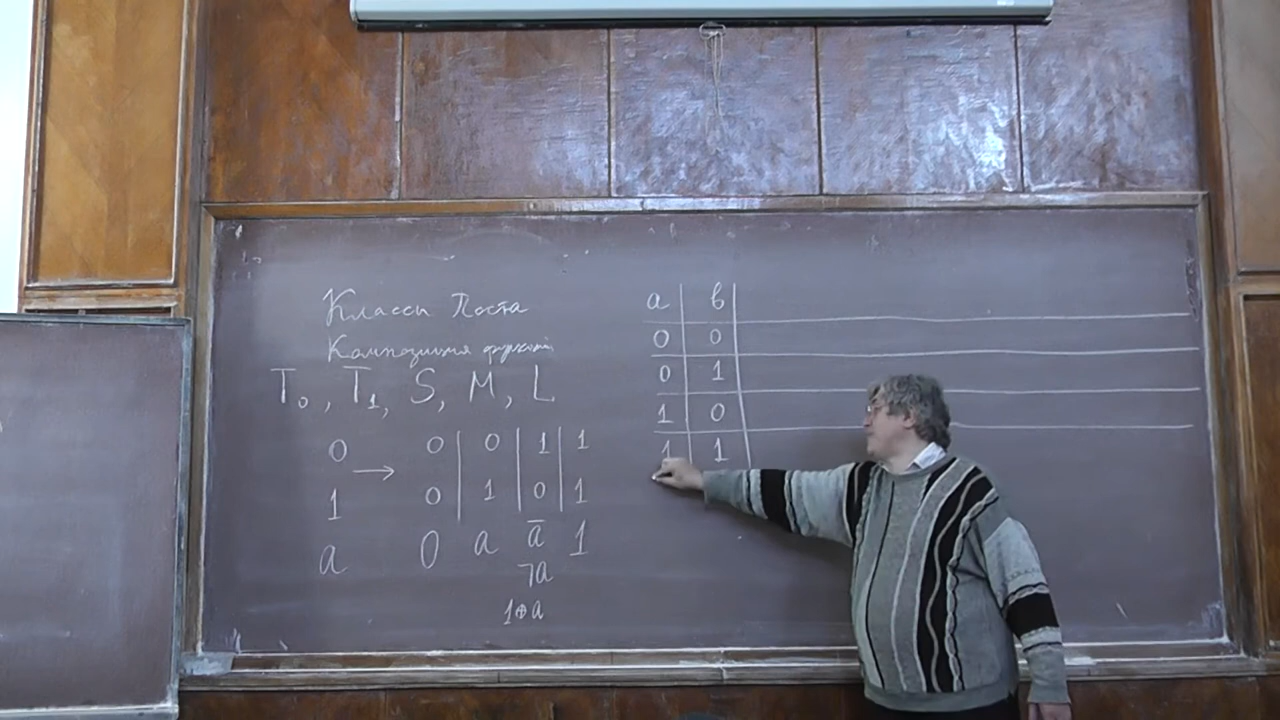 Классы Поста
Композиция функций
T₀, T₁, S, M, L
0 → 0 | 0 | 1 | 1
1 0 | 1 | 0 | 1
a 0 a a̅ 1
¬a
1⊕a
a | в |
0 | 0 |
0 | 1 |
1 | 0 |
1 | 1 |